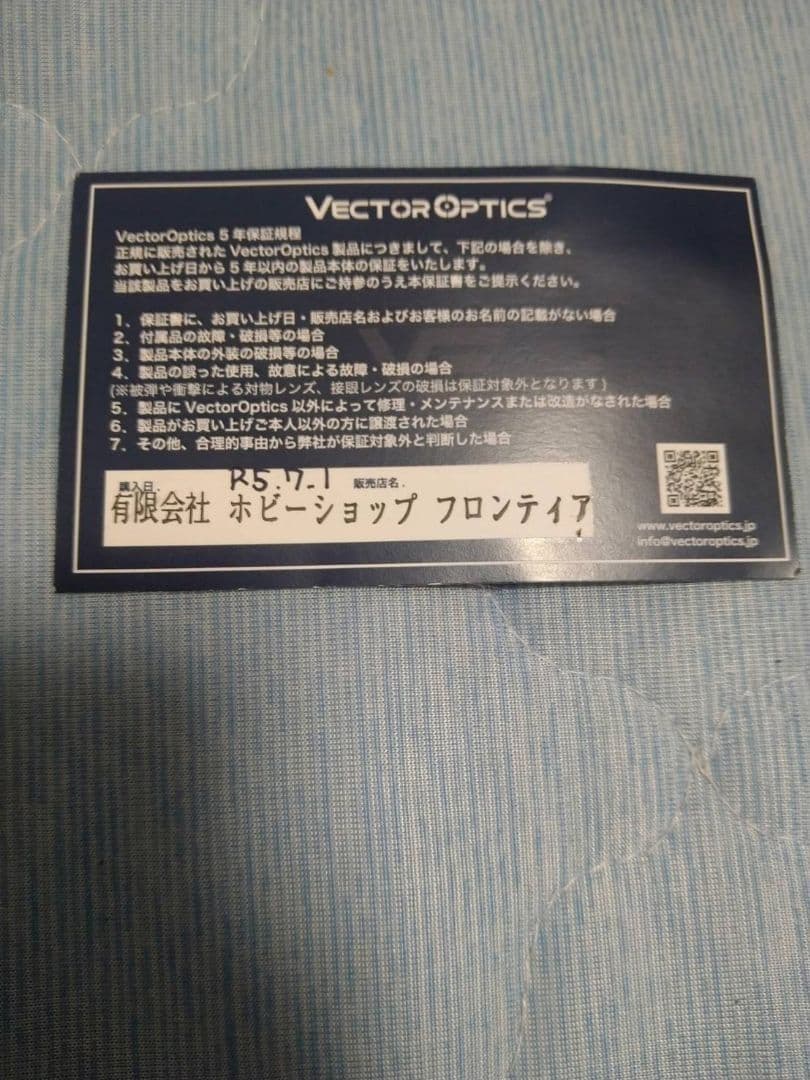 VECTOR OPTICS
VectorOptics 5 年保証規程
正規に販売された VectorOptics 製品につきまして、下記の場合を除き、
お買い上げ日から 5 年以内の製品本体の保証をいたします。
当該製品をお買い上げの販売店にご持参のうえ本保証書をご提示ください。
1、保証書に、お買い上げ日・販売店名およびお客様のお名前の記載がない場合
2、付属品の故障・破損等の場合
3、製品本体の外装の破損等の場合
4、製品の誤った使用、故意による故障・破損の場合
(※被弾や衝撃による対物レンズ、接眼レンズの破損は保証対象外となります)
5、製品に VectorOptics 以外によって修理・メンテナンスまたは改造がなされた場合
6、製品がお買い上げご本人以外の方に譲渡された場合
7、その他、合理的事由から弊社が保証対象外と判断した場合
購入日. R5.7.1 販売店名.
有限会社 ホビーショップ フロンティア
www.vectoroptics.jp
info@vectoroptics.jp